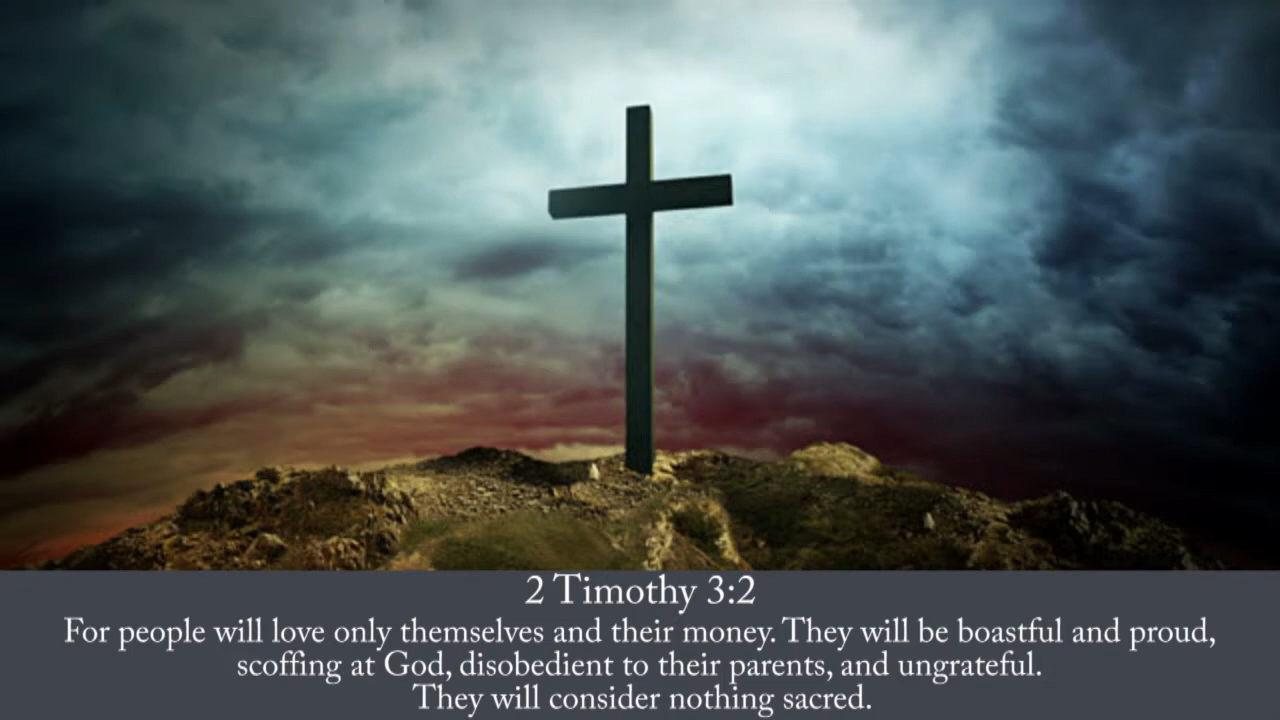 2 Timothy 3:2
For people will love only themselves and their money. They will be boastful and proud,
scoffing at God, disobedient to their parents, and ungrateful.
They will consider nothing sacred.